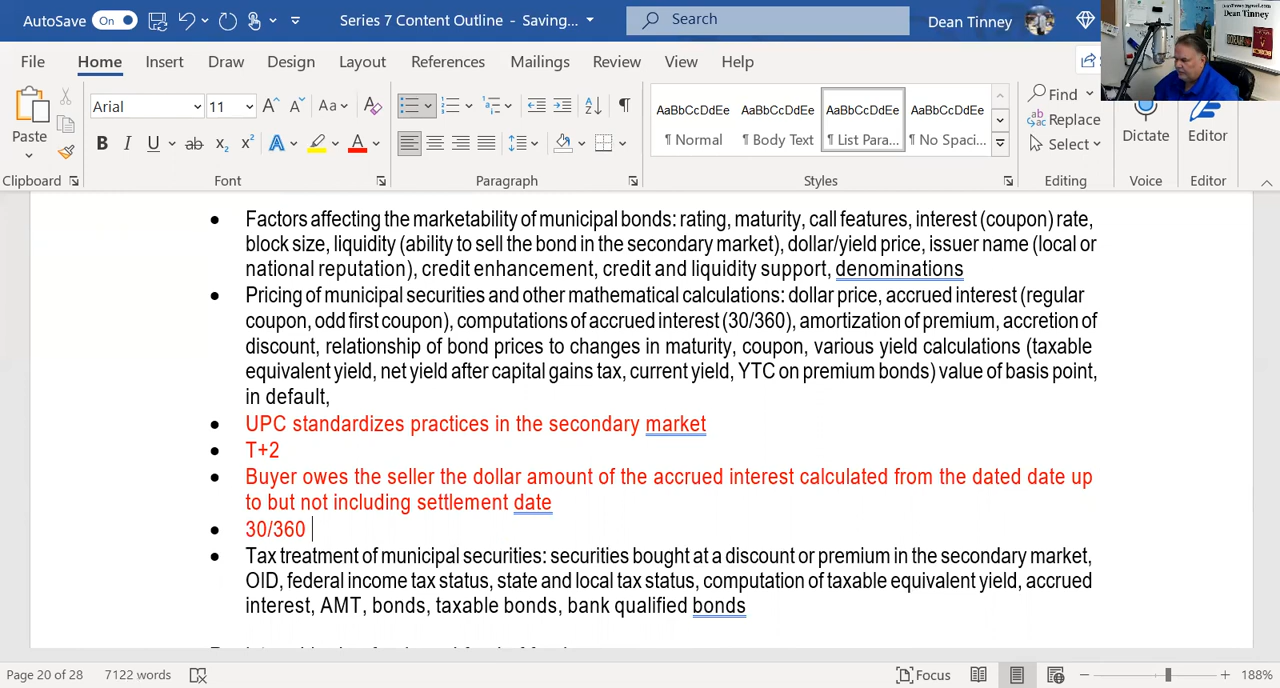 AutoSave On Series 7 Content Outline - Saving... Search Dean Tinney
DeanTinney@gmail.com
Dean Tinney
File Home Insert Draw Design Layout References Mailings Review View Help
Paste
Clipboard
Arial 11 A A Aa A
B I U ab x2 x2 A A
Font
Paragraph
AaBbCcDdEe AaBbCcDdEe AaBbCcDdEe AaBbCcDdEe
¶ Normal ¶ Body Text ¶ List Para... ¶ No Spaci...
Styles
Find
Replace
Select
Editing
Dictate
Voice
Editor
Editor
• Factors affecting the marketability of municipal bonds: rating, maturity, call features, interest (coupon) rate,
block size, liquidity (ability to sell the bond in the secondary market), dollar/yield price, issuer name (local or
national reputation), credit enhancement, credit and liquidity support, denominations
• Pricing of municipal securities and other mathematical calculations: dollar price, accrued interest (regular
coupon, odd first coupon), computations of accrued interest (30/360), amortization of premium, accretion of
discount, relationship of bond prices to changes in maturity, coupon, various yield calculations (taxable
equivalent yield, net yield after capital gains tax, current yield, YTC on premium bonds) value of basis point,
in default,
• UPC standardizes practices in the secondary market
• T+2
• Buyer owes the seller the dollar amount of the accrued interest calculated from the dated date up
to but not including settlement date
• 30/360
• Tax treatment of municipal securities: securities bought at a discount or premium in the secondary market,
OID, federal income tax status, state and local tax status, computation of taxable equivalent yield, accrued
interest, AMT, bonds, taxable bonds, bank qualified bonds
Page 20 of 28 7122 words Focus 188%